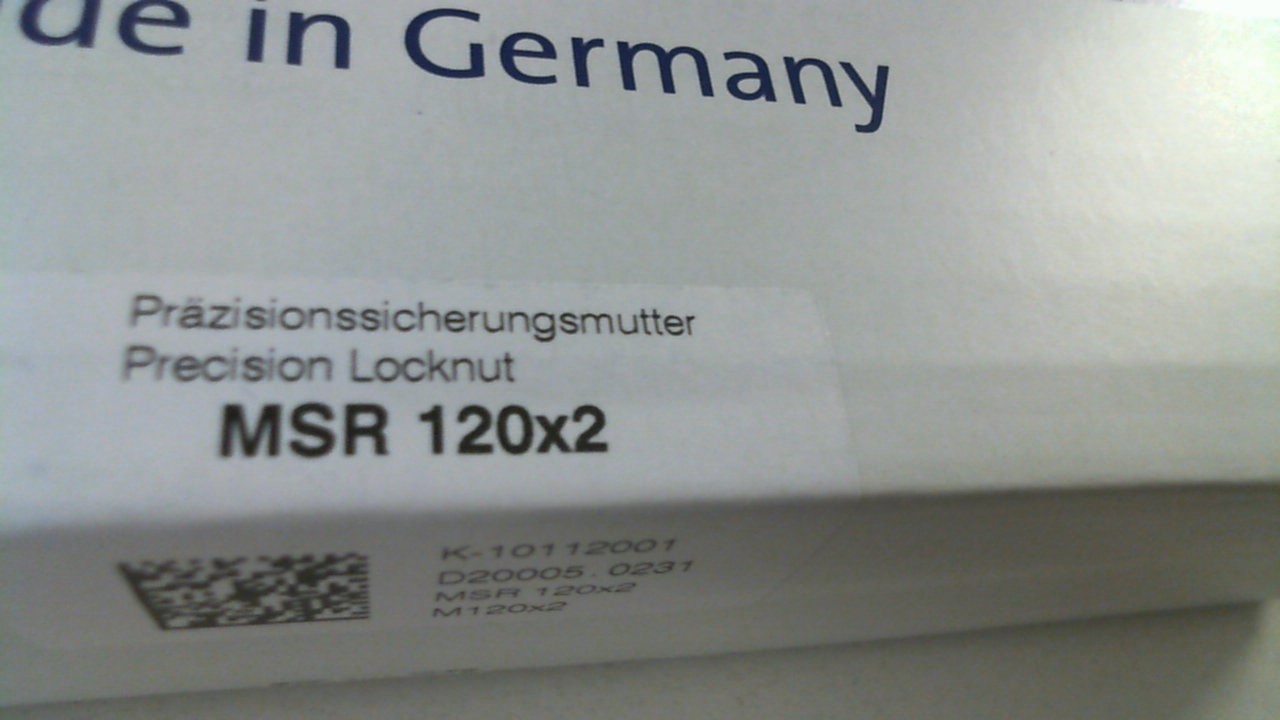 de in Germany
Präzisionssicherungsmutter
Precision Locknut
MSR 120x2
K-10112001
D20005.0231
MSR 120x2
M120x2